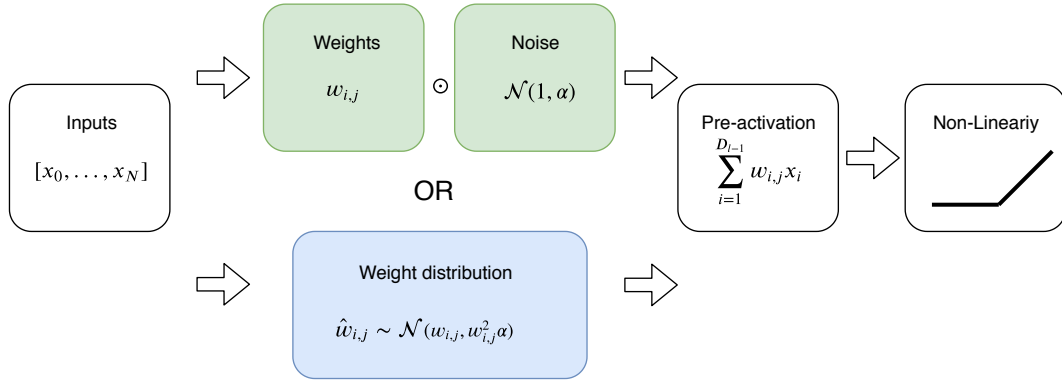 Inputs
[x_0, . . . , x_N]
Weights
w_{i,j}
⊙
Noise
𝒩(1, α)
OR
Weight distribution
ŵ_{i,j} ∼ 𝒩(w_{i,j}, w_{i,j}^2 α)
Pre-activation
\sum_{i=1}^{D_{l-1}} w_{i,j} x_i
Non-Lineariy